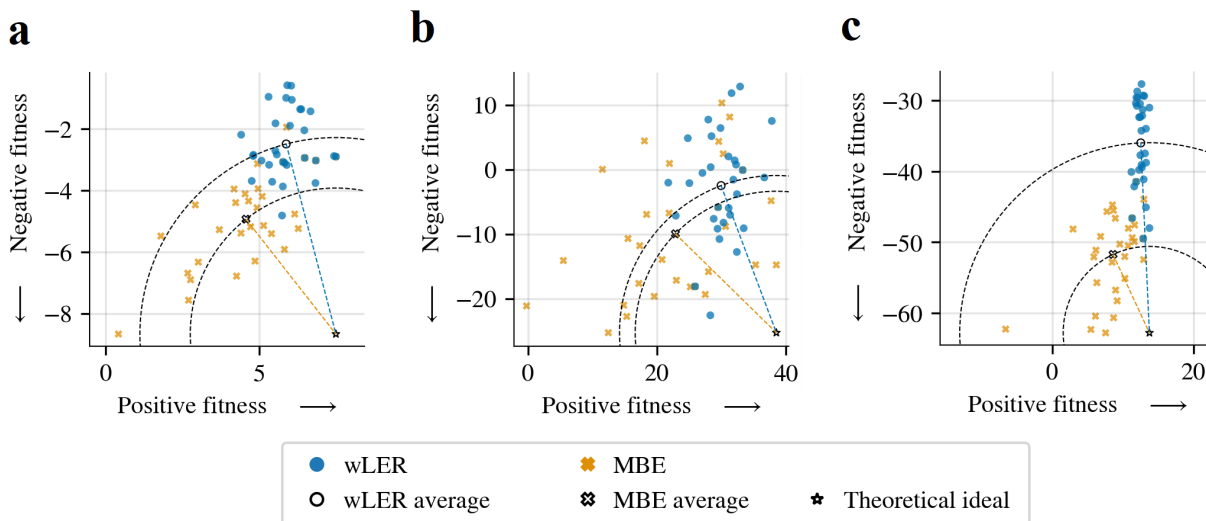 a
Negative fitness
−2
−4
−6
−8
0
5
Positive fitness
b
Negative fitness
10
0
−10
−20
0
20
40
Positive fitness
c
Negative fitness
−30
−40
−50
−60
0
20
Positive fitness
wLER
MBE
wLER average
MBE average
Theoretical ideal